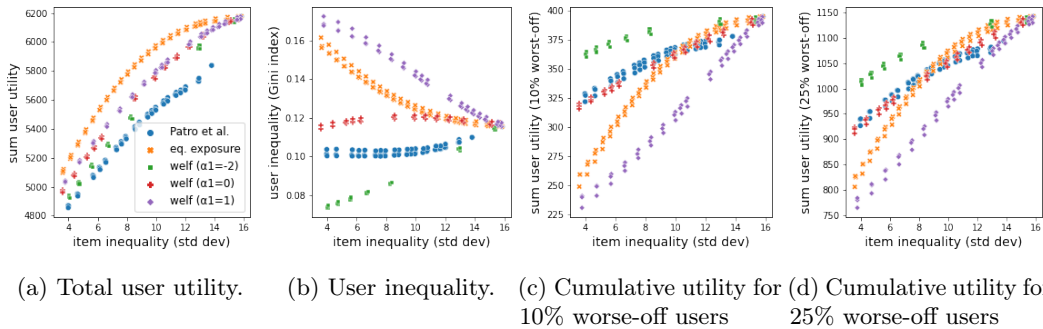 6200
6000
5800
5600
5400
5200
5000
4800
sum user utility
Patro et al.
eq. exposure
welf (α1=-2)
welf (α1=0)
welf (α1=1)
4 6 8 10 12 14 16
item inequality (std dev)
0.16
0.14
0.12
0.10
0.08
user inequality (Gini index)
4 6 8 10 12 14 16
item inequality (std dev)
400
375
350
325
300
275
250
225
sum user utility (10% worst-off)
4 6 8 10 12 14 16
item inequality (std dev)
1150
1100
1050
1000
950
900
850
800
750
sum user utility (25% worst-off)
4 6 8 10 12 14 16
item inequality (std dev)
(a) Total user utility.
(b) User inequality.
(c) Cumulative utility for
10% worse-off users
(d) Cumulative utility for
25% worse-off users